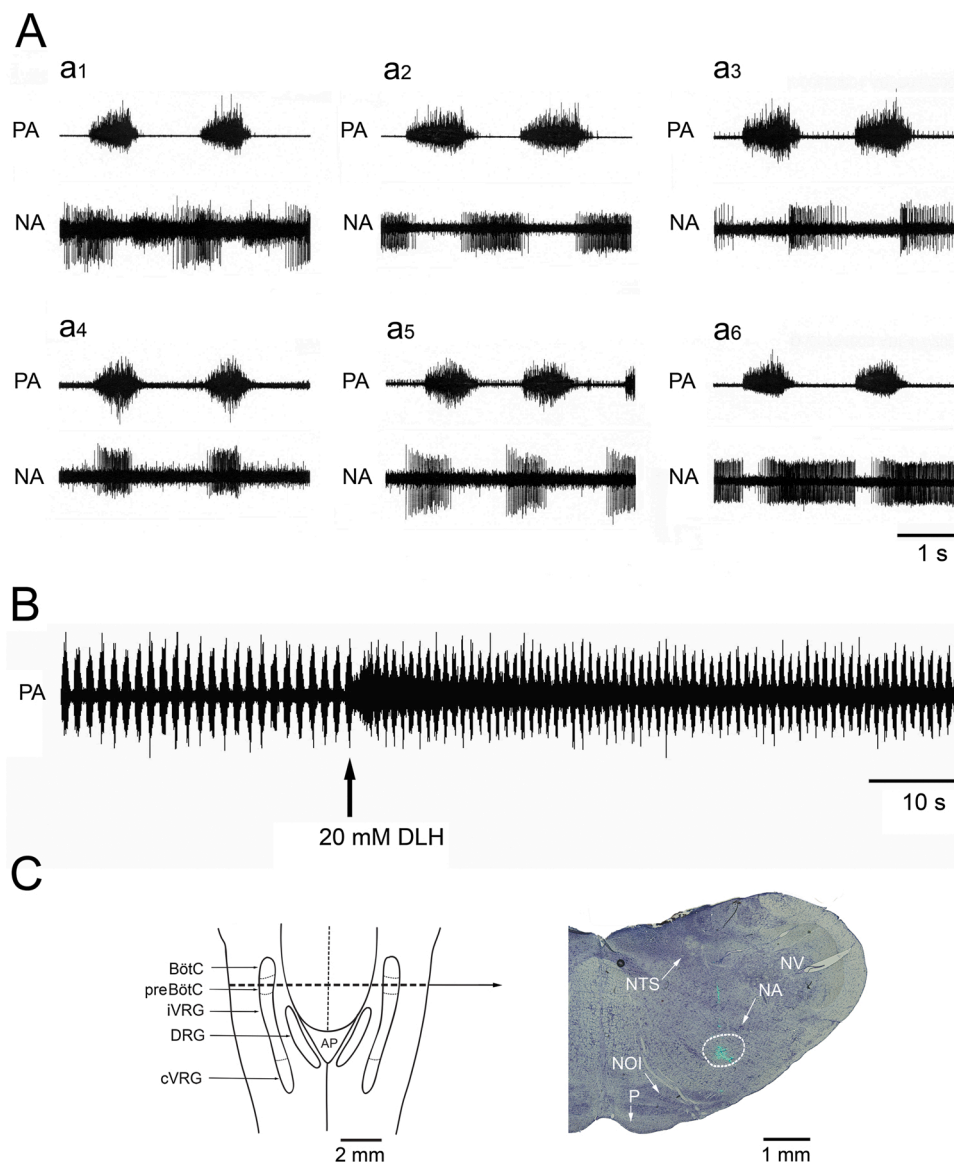 A
a1
a2
a3
PA
PA
PA
NA
NA
NA
a4
a5
a6
PA
PA
PA
NA
NA
NA
1 s
B
PA
10 s
20 mM DLH
C
BötC
preBötC
iVRG
DRG
cVRG
AP
2 mm
NTS
NV
NA
NOI
P
1 mm